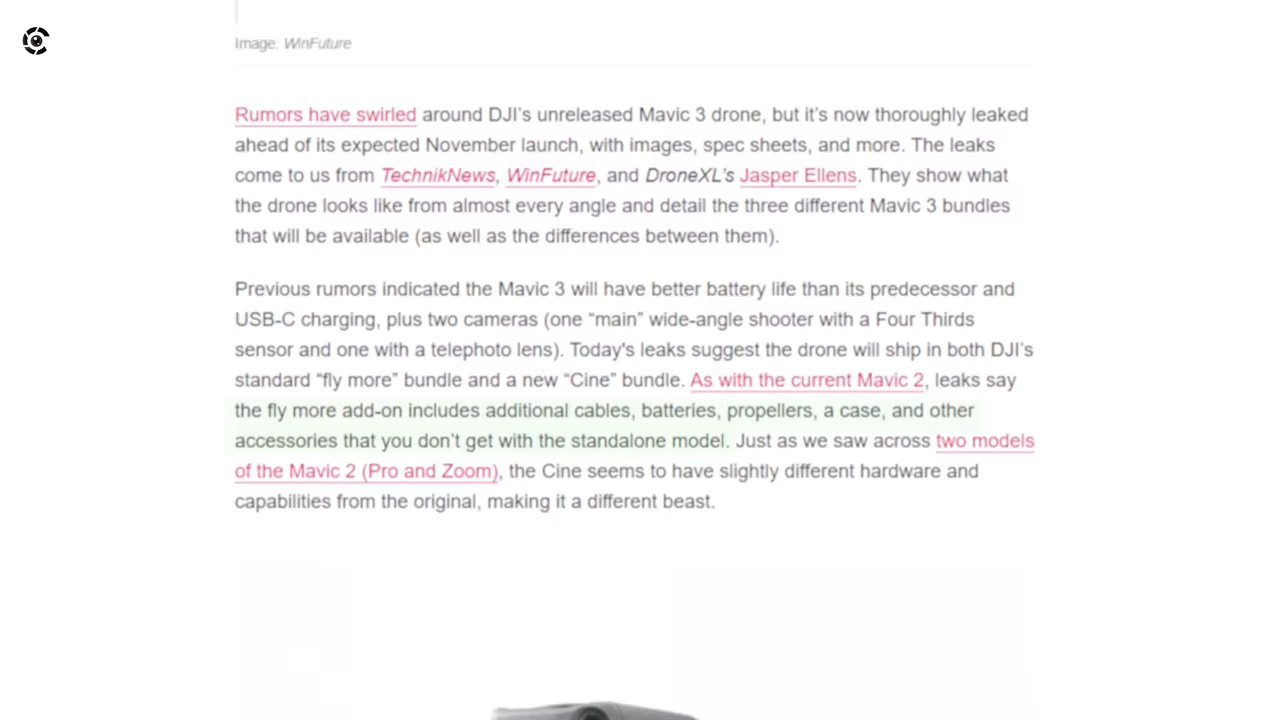 Image: WinFuture
Rumors have swirled around DJI’s unreleased Mavic 3 drone, but it’s now thoroughly leaked
ahead of its expected November launch, with images, spec sheets, and more. The leaks
come to us from TechnikNews, WinFuture, and DroneXL’s Jasper Ellens. They show what
the drone looks like from almost every angle and detail the three different Mavic 3 bundles
that will be available (as well as the differences between them).
Previous rumors indicated the Mavic 3 will have better battery life than its predecessor and
USB-C charging, plus two cameras (one “main” wide-angle shooter with a Four Thirds
sensor and one with a telephoto lens). Today's leaks suggest the drone will ship in both DJI’s
standard “fly more” bundle and a new “Cine” bundle. As with the current Mavic 2, leaks say
the fly more add-on includes additional cables, batteries, propellers, a case, and other
accessories that you don’t get with the standalone model. Just as we saw across two models
of the Mavic 2 (Pro and Zoom), the Cine seems to have slightly different hardware and
capabilities from the original, making it a different beast.